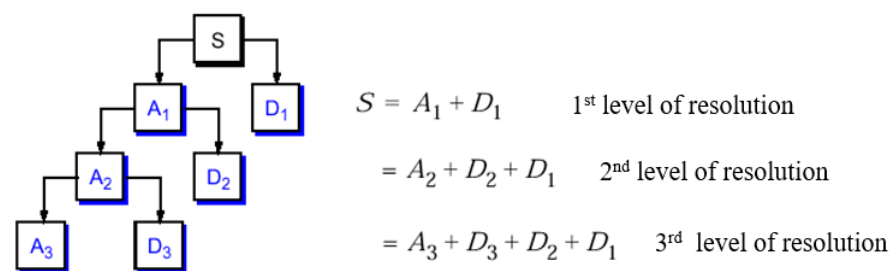 S
A₁ D₁ S = A₁ + D₁ 1ˢᵗ level of resolution
A₂ D₂ = A₂ + D₂ + D₁ 2ⁿᵈ level of resolution
A₃ D₃ = A₃ + D₃ + D₂ + D₁ 3ʳᵈ level of resolution